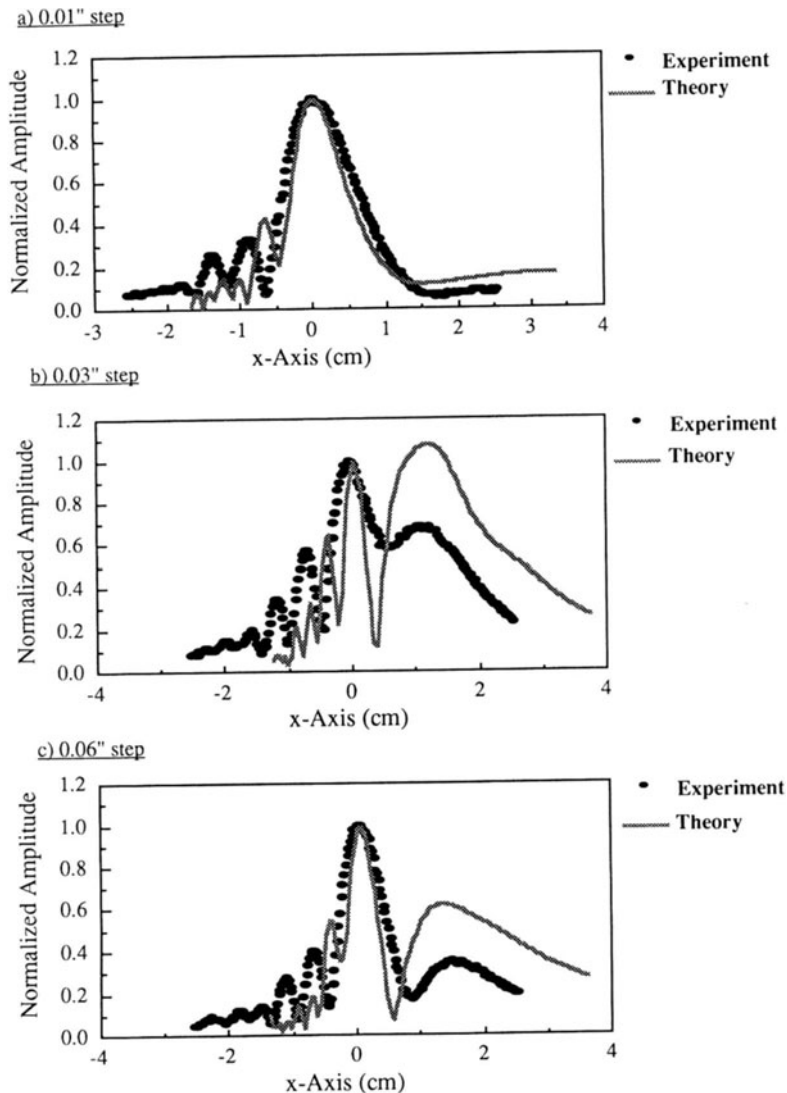 a) 0.01" step
Normalized Amplitude
1.2
1.0
0.8
0.6
0.4
0.2
0.0
-3 -2 -1 0 1 2 3 4
x-Axis (cm)
Experiment
Theory
b) 0.03" step
Normalized Amplitude
1.2
1.0
0.8
0.6
0.4
0.2
0.0
-4 -2 0 2 4
x-Axis (cm)
Experiment
Theory
c) 0.06" step
Normalized Amplitude
1.2
1.0
0.8
0.6
0.4
0.2
0.0
-4 -2 0 2 4
x-Axis (cm)
Experiment
Theory